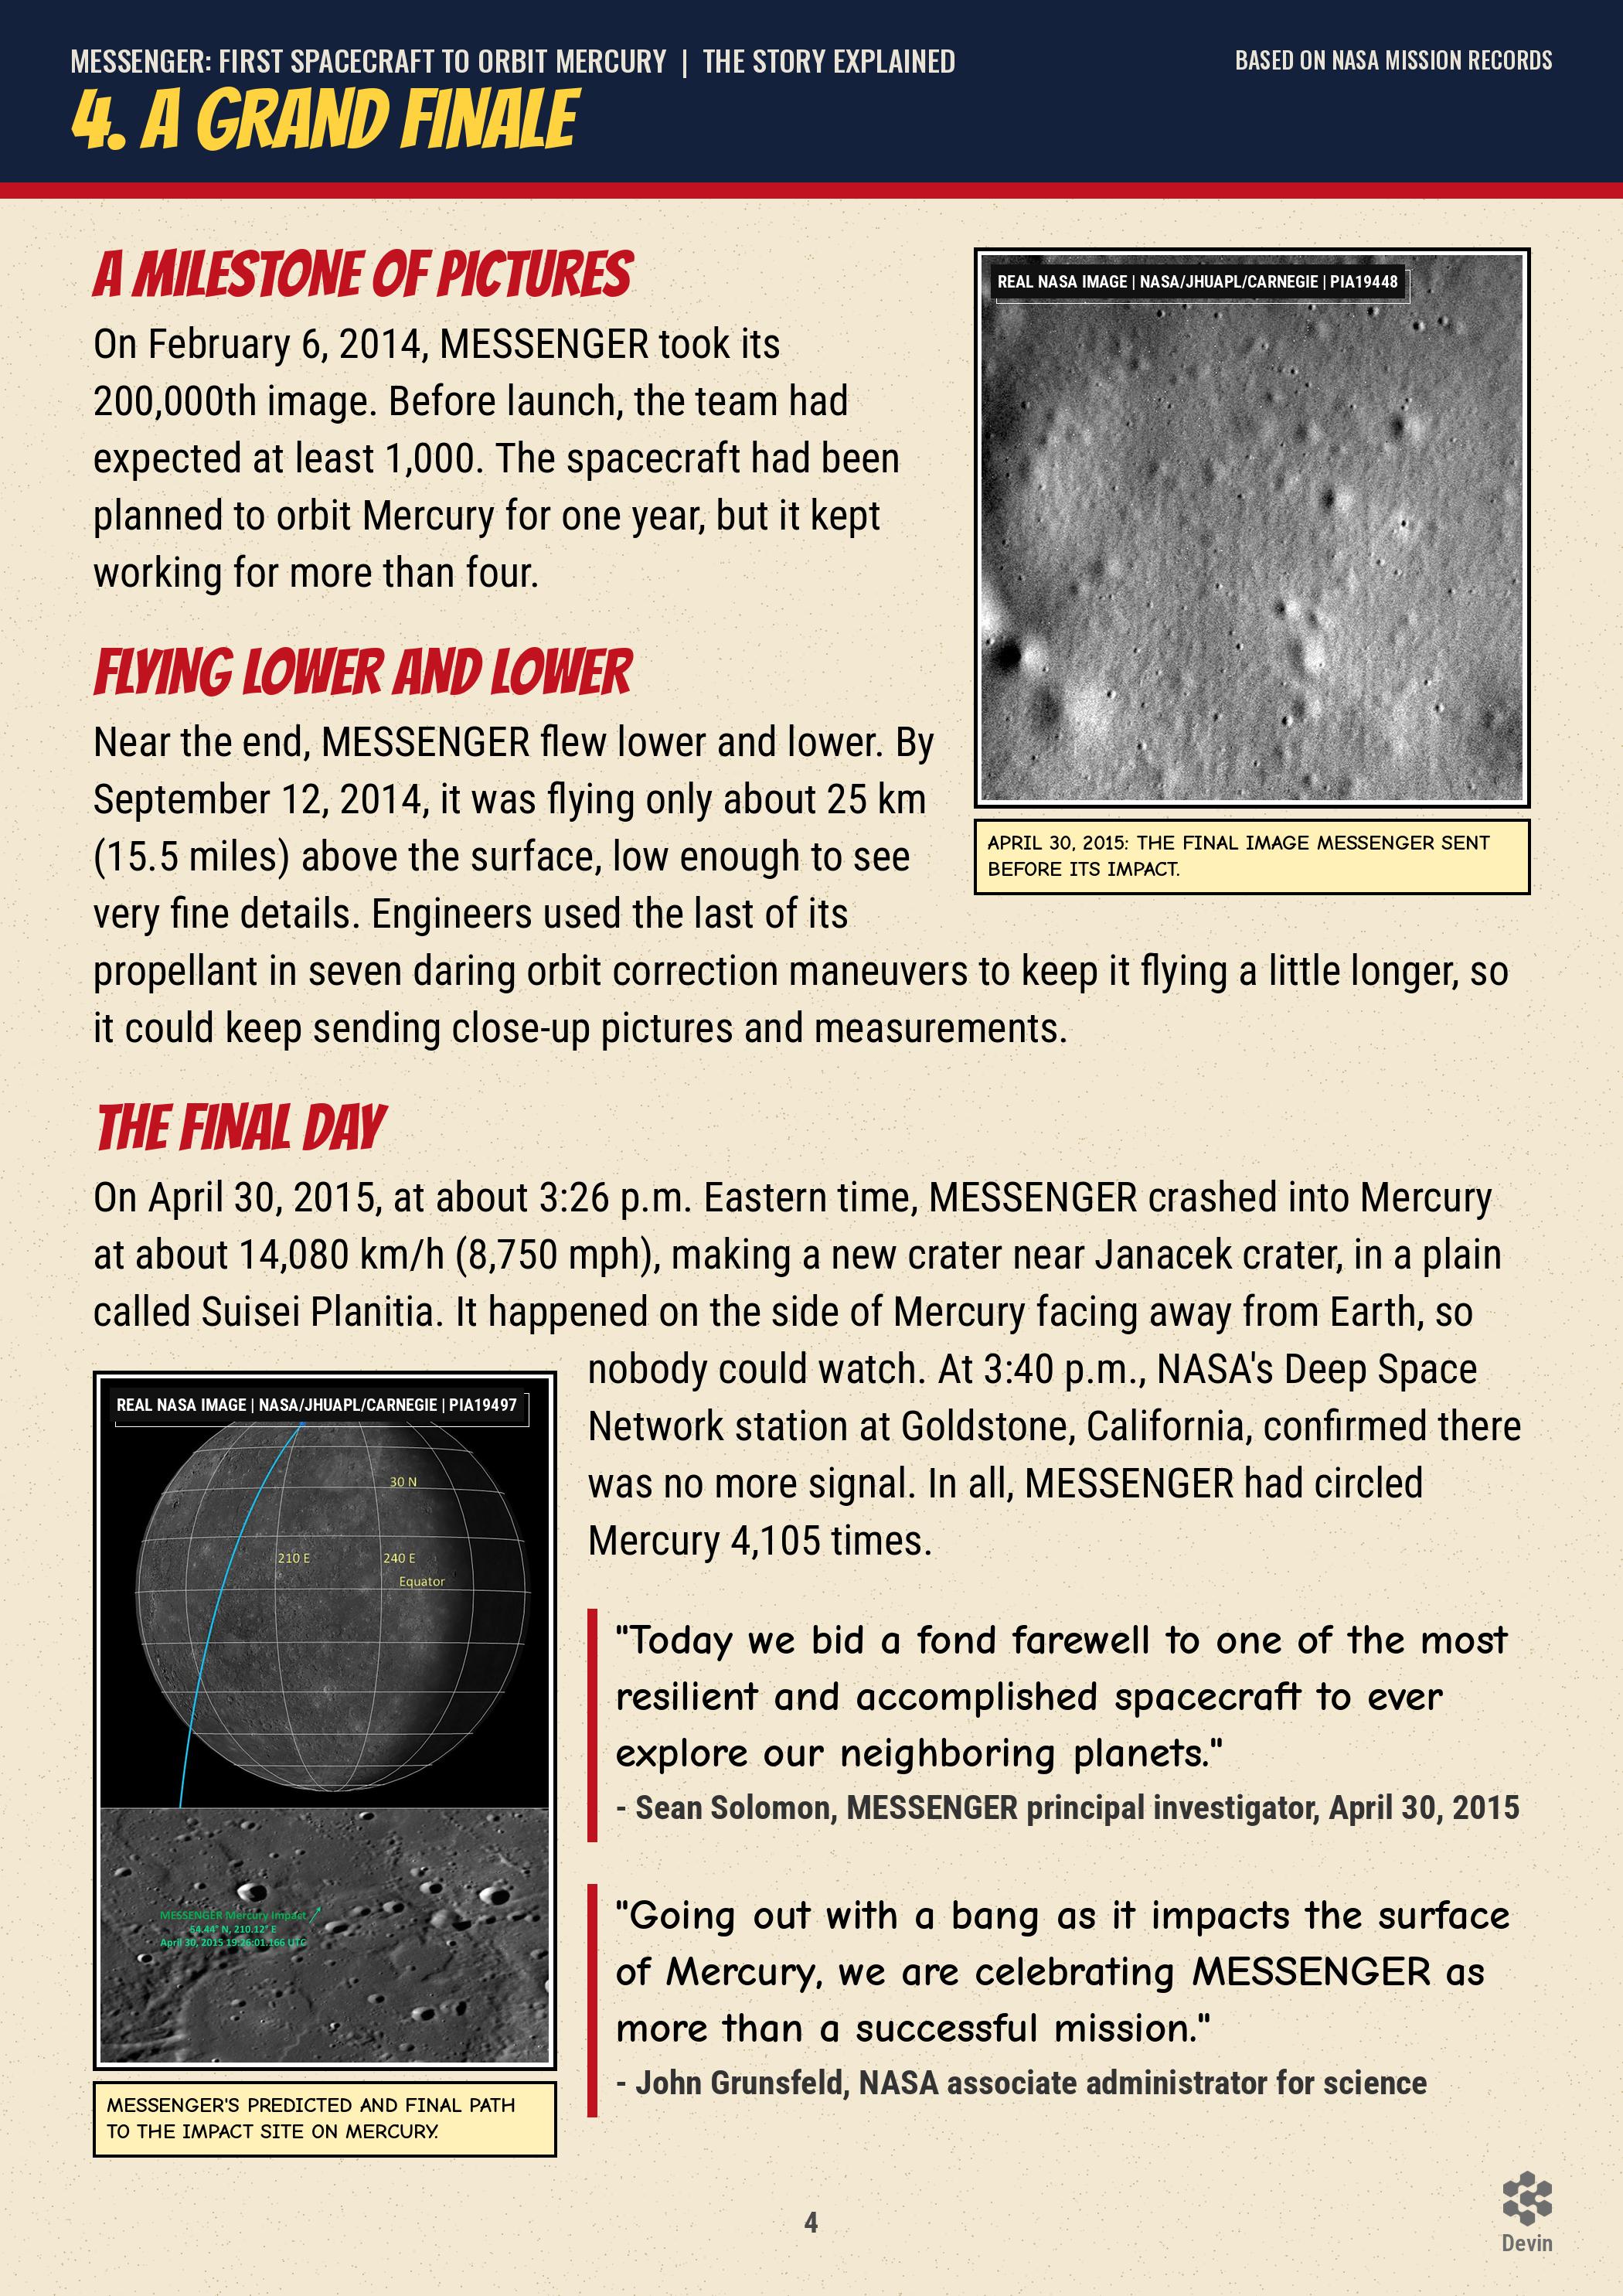 MESSENGER: FIRST SPACECRAFT TO ORBIT MERCURY | THE STORY EXPLAINED
BASED ON NASA MISSION RECORDS
4. A GRAND FINALE
A MILESTONE OF PICTURES
On February 6, 2014, MESSENGER took its
200,000th image. Before launch, the team had
expected at least 1,000. The spacecraft had been
planned to orbit Mercury for one year, but it kept
working for more than four.
REAL NASA IMAGE | NASA/JHUAPL/CARNEGIE | PIA19448
APRIL 30, 2015: THE FINAL IMAGE MESSENGER SENT
BEFORE ITS IMPACT.
FLYING LOWER AND LOWER
Near the end, MESSENGER flew lower and lower. By
September 12, 2014, it was flying only about 25 km
(15.5 miles) above the surface, low enough to see
very fine details. Engineers used the last of its
propellant in seven daring orbit correction maneuvers to keep it flying a little longer, so
it could keep sending close-up pictures and measurements.
THE FINAL DAY
On April 30, 2015, at about 3:26 p.m. Eastern time, MESSENGER crashed into Mercury
at about 14,080 km/h (8,750 mph), making a new crater near Janacek crater, in a plain
called Suisei Planitia. It happened on the side of Mercury facing away from Earth, so
nobody could watch. At 3:40 p.m., NASA's Deep Space
Network station at Goldstone, California, confirmed there
was no more signal. In all, MESSENGER had circled
Mercury 4,105 times.
REAL NASA IMAGE | NASA/JHUAPL/CARNEGIE | PIA19497
30 N
210 E
240 E
Equator
MESSENGER Mercury Impact
54.44° N, 210.12° E
April 30, 2015 19:26:01.166 UTC
MESSENGER'S PREDICTED AND FINAL PATH
TO THE IMPACT SITE ON MERCURY.
"Today we bid a fond farewell to one of the most
resilient and accomplished spacecraft to ever
explore our neighboring planets."
- Sean Solomon, MESSENGER principal investigator, April 30, 2015
"Going out with a bang as it impacts the surface
of Mercury, we are celebrating MESSENGER as
more than a successful mission."
- John Grunsfeld, NASA associate administrator for science
4
Devin